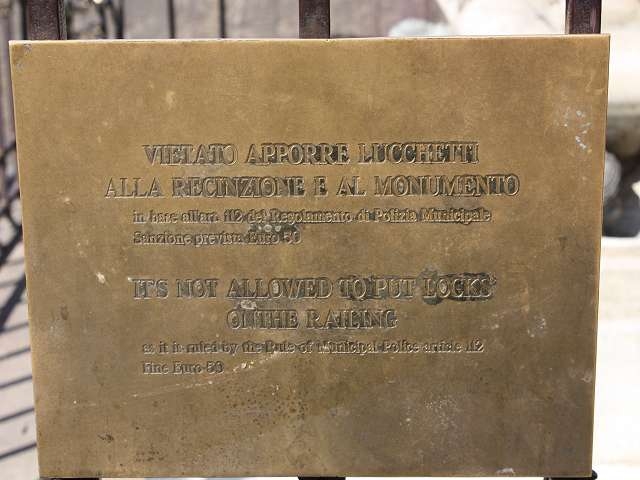 VIETATO APPORRE LUCCHETTI
ALLA RECINZIONE E AL MONUMENTO
in base all'art. 112 del Regolamento di Polizia Municipale
Sanzione prevista Euro 50
IT'S NOT ALLOWED TO PUT LOCKS
ON THE RAILING
as it is ruled by the Rule of Municipal Police article 112
Fine Euro 50